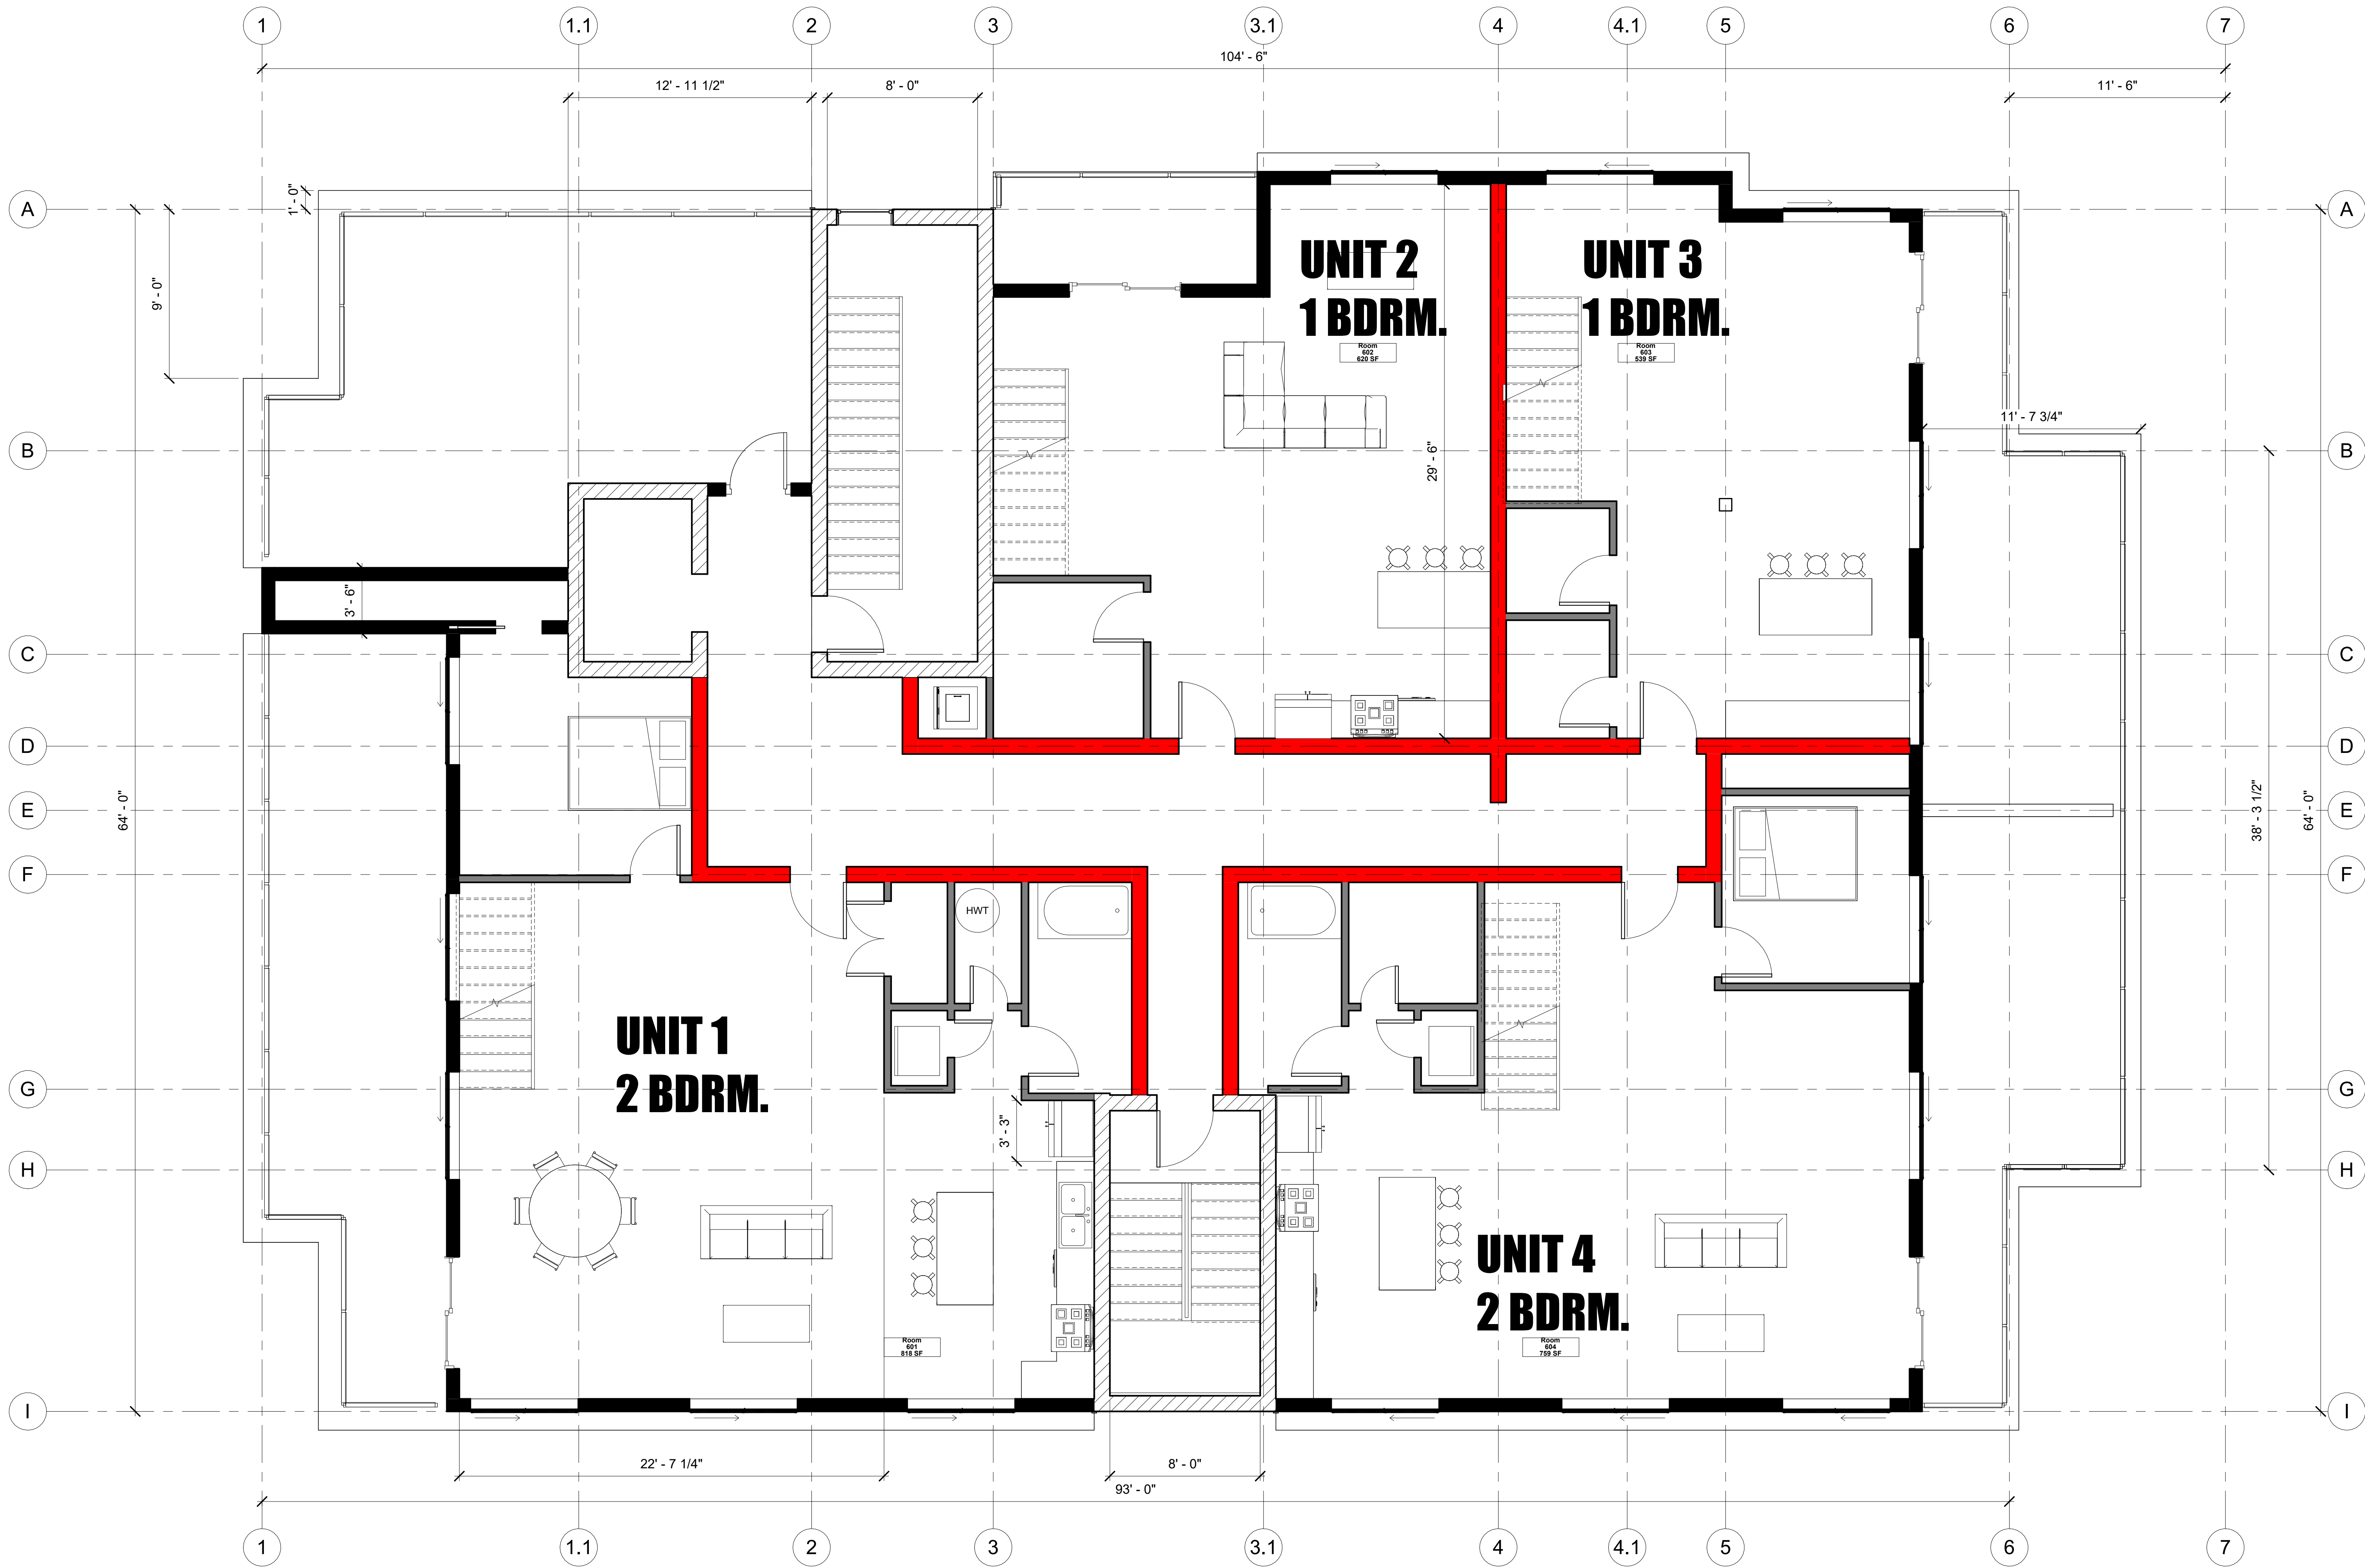 1 1.1 2 3 3.1 4 4.1 5 6 7
104' - 6"
12' - 11 1/2" 8' - 0" 11' - 6"
1' - 0"
A A
UNIT 2 UNIT 3
9' - 0"
1 BDRM. 1 BDRM.
Room Room
602 603
620 SF 539 SF
11' - 7 3/4"
B B
29' - 6"
3' - 6"
C C
D D
64' - 0" 38' - 3 1/2" 64' - 0"
E E
F F
HWT
UNIT 1
2 BDRM.
G G
3' - 3"
H H
UNIT 4
2 BDRM.
Room Room
601 604
818 SF 759 SF
I I
22' - 7 1/4" 8' - 0"
93' - 0"
1 1.1 2 3 3.1 4 4.1 5 6 7